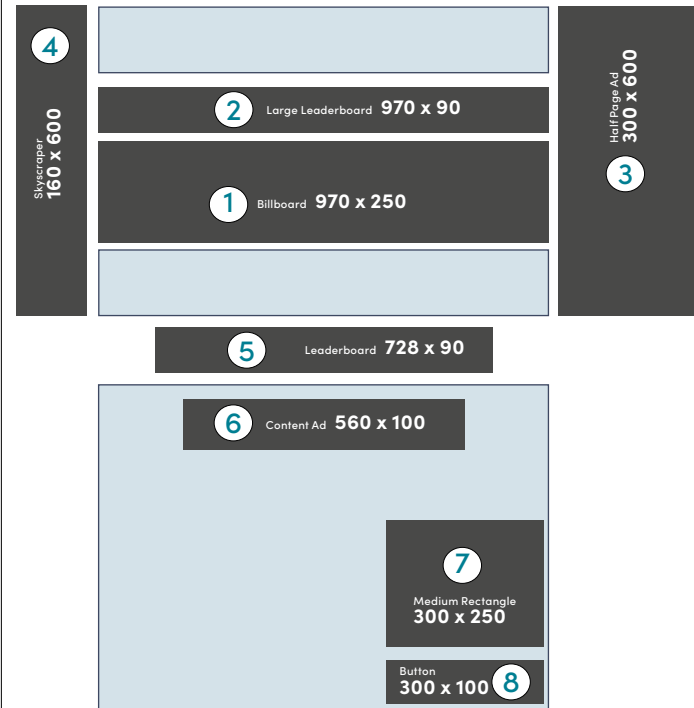 4
Skyscraper
160 x 600
2 Large Leaderboard 970 x 90
1 Billboard 970 x 250
Half Page Ad
300 x 600
3
5 Leaderboard 728 x 90
6 Content Ad 560 x 100
7
Medium Rectangle
300 x 250
Button
300 x 100 8